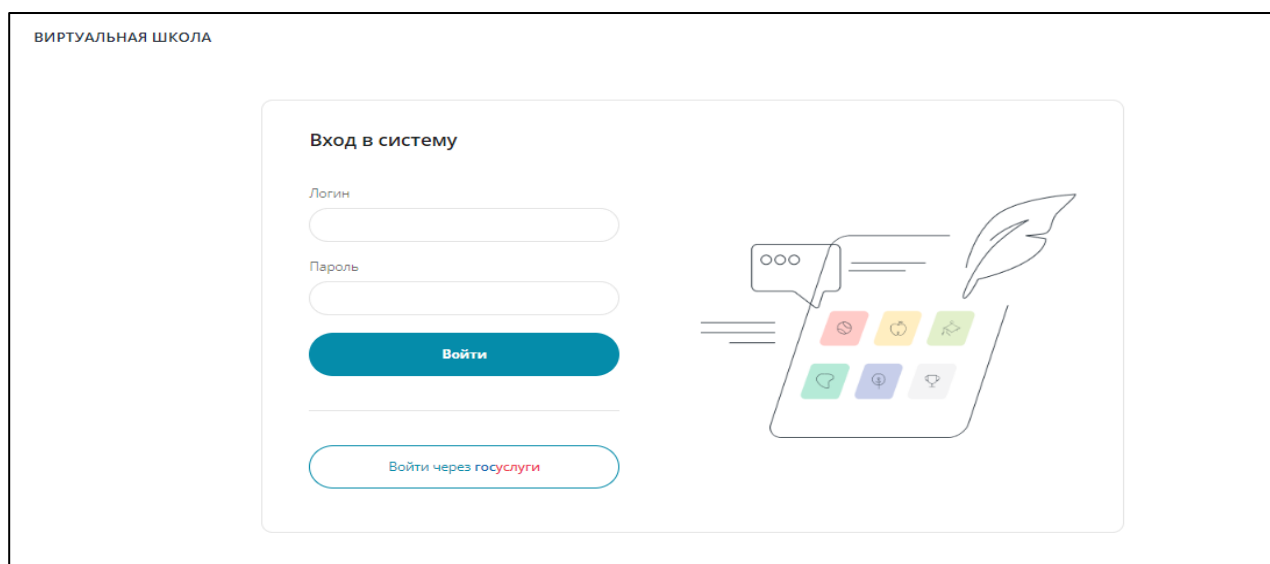 ВИРТУАЛЬНАЯ ШКОЛА
Вход в систему
Логин
Пароль
Войти
Войти через госуслуги